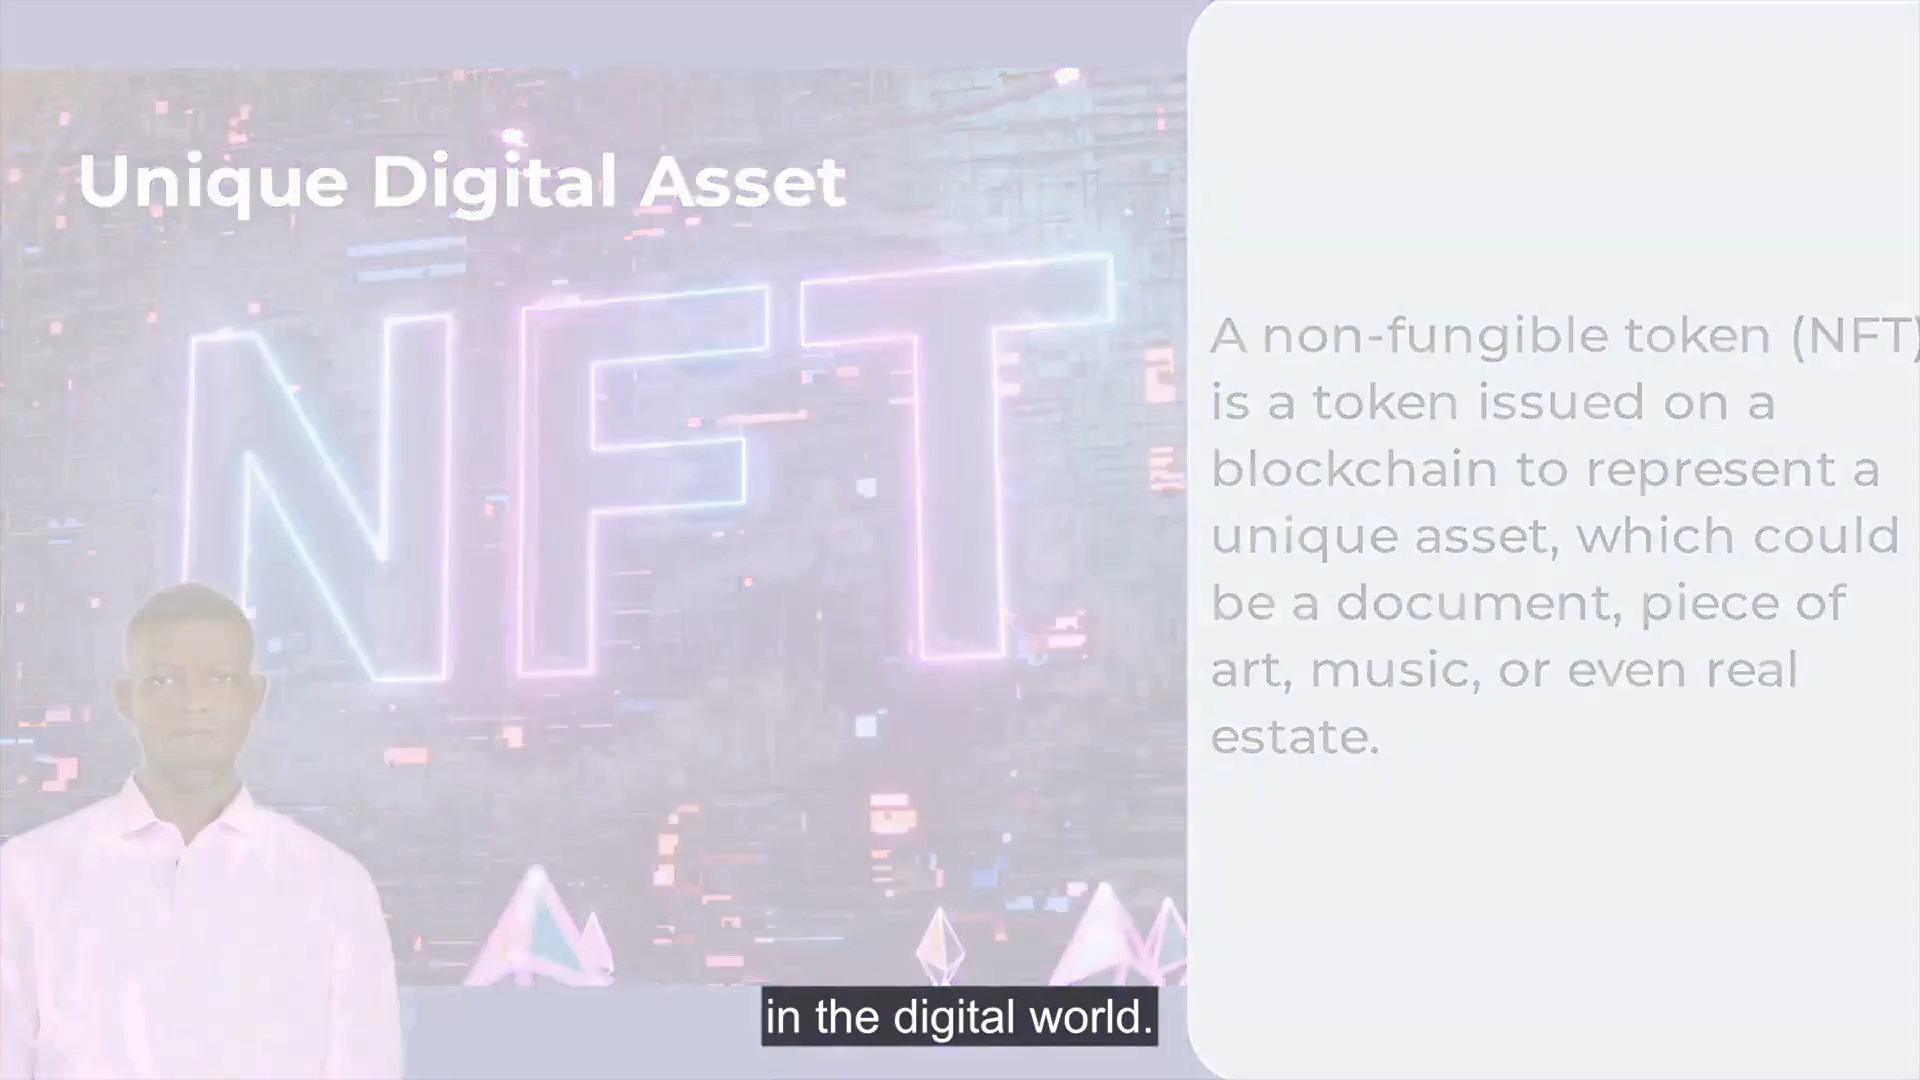 Unique Digital Asset
NFT
A non-fungible token (NFT)
is a token issued on a
blockchain to represent a
unique asset, which could
be a document, piece of
art, music, or even real
estate.
in the digital world.